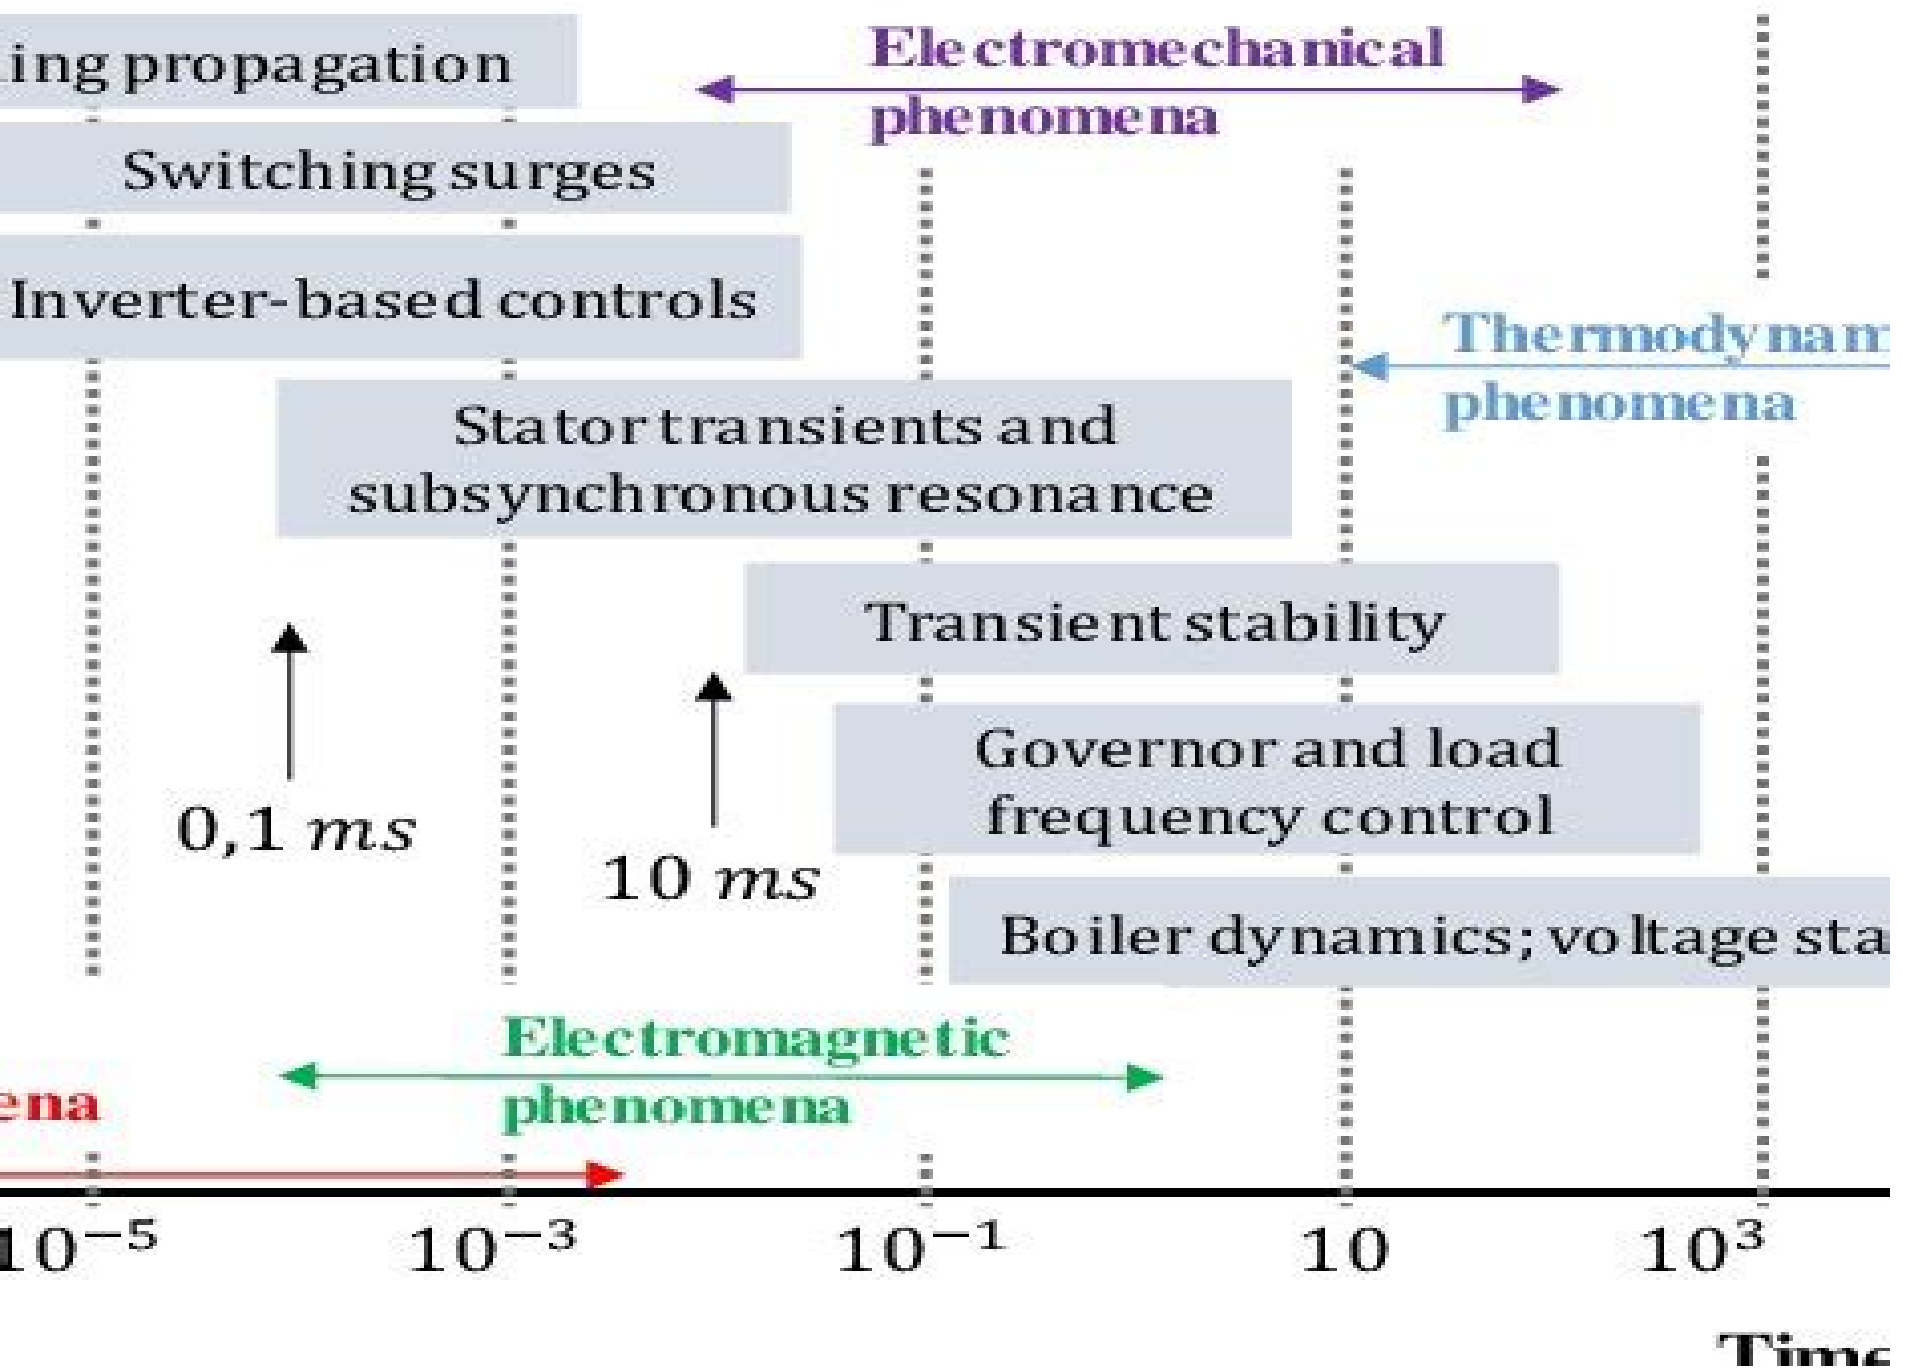 ing propagation
Electromechanical
phenomena
Switching surges
Inverter-based controls
Thermodynam
phenomena
Stator transients and
subsynchronous resonance
Transient stability
Governor and load
frequency control
0,1 ms
10 ms
Boiler dynamics; voltage sta
Electromagnetic
phenomena
ena
10⁻⁵ 10⁻³ 10⁻¹ 10 10³
Time